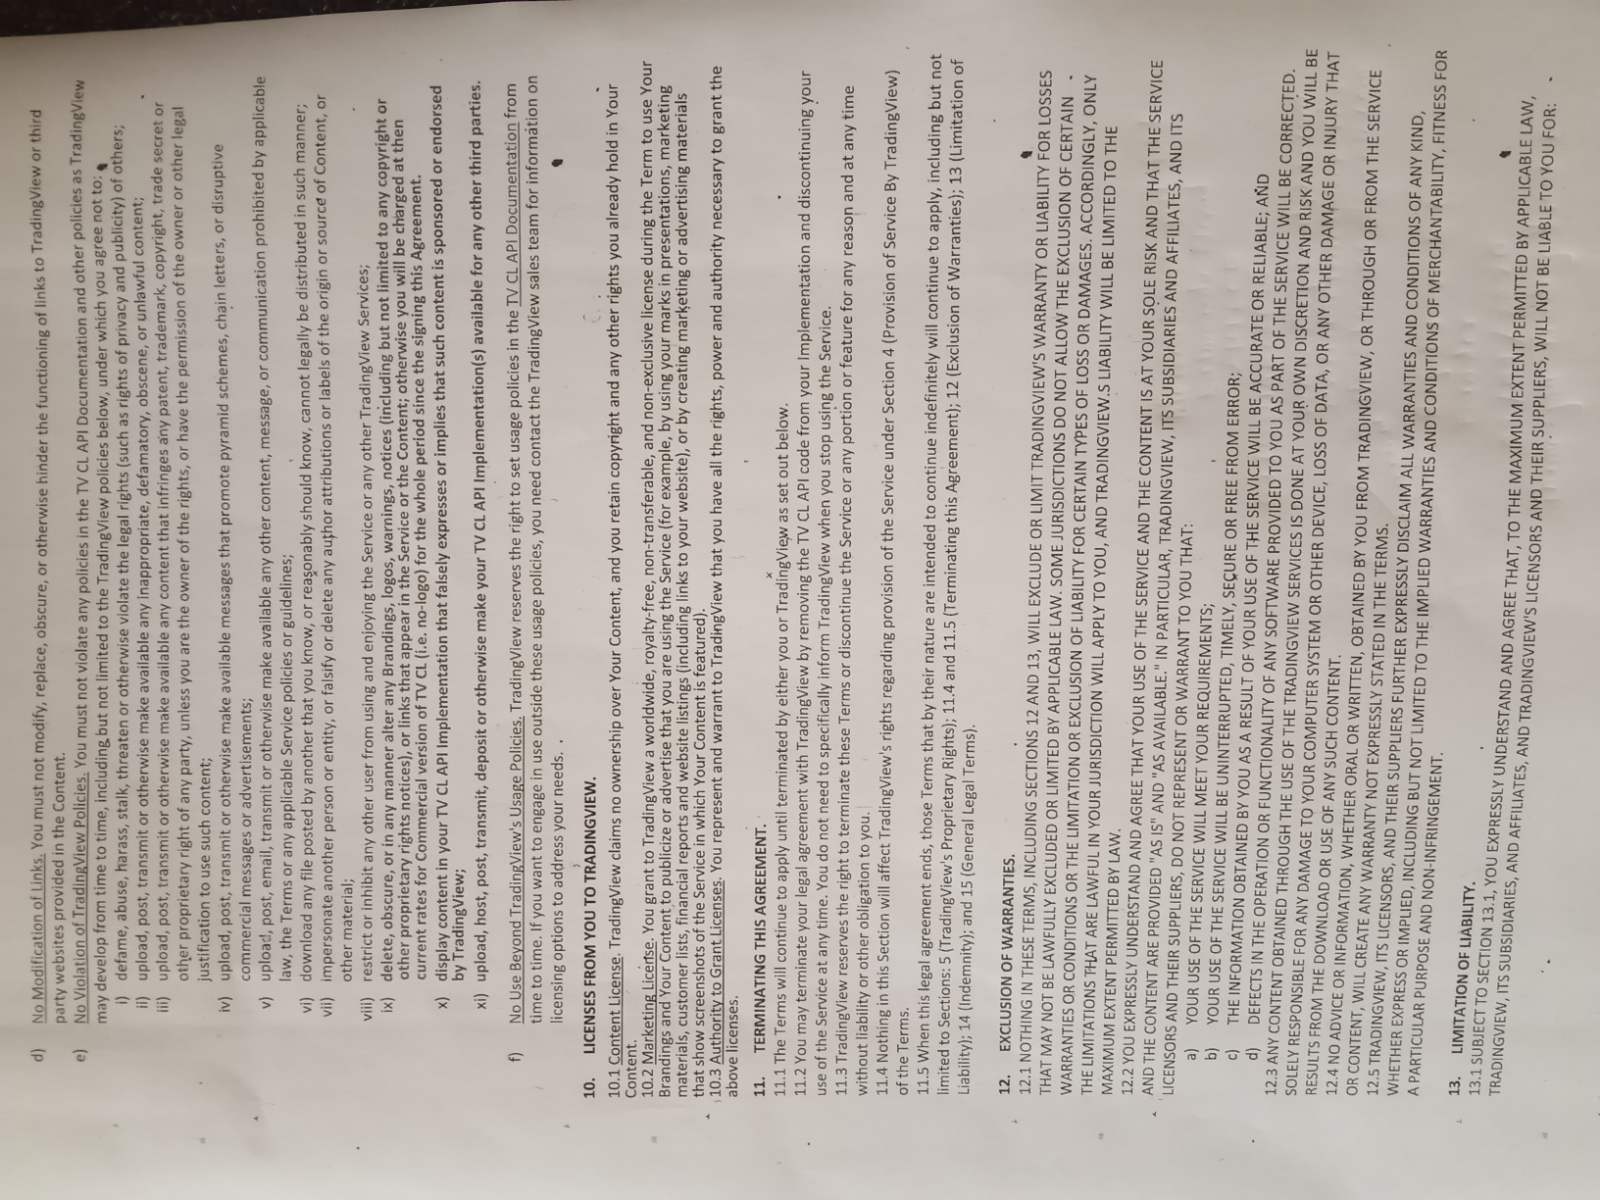 d) No Modification of Links. You must not modify, replace, obscure, or otherwise hinder the functioning of links to TradingView or third
party websites provided in the Content.
e) No Violation of TradingView Policies. You must not violate any policies in the TV CL API Documentation and other policies as TradingView
may develop from time to time, including but not limited to the TradingView policies below, under which you agree not to:
i) defame, abuse, harass, stalk, threaten or otherwise violate the legal rights (such as rights of privacy and publicity) of others;
ii) upload, post, transmit or otherwise make available any inappropriate, defamatory, obscene, or unlawful content;
iii) upload, post, transmit or otherwise make available any content that infringes any patent, trademark, copyright, trade secret or
other proprietary right of any party, unless you are the owner of the rights, or have the permission of the owner or other legal
justification to use such content;
iv) upload, post, transmit or otherwise make available messages that promote pyramid schemes, chain letters, or disruptive
commercial messages or advertisements;
v) upload, post, email, transmit or otherwise make available any other content, message, or communication prohibited by applicable
law, the Terms or any applicable Service policies or guidelines;
vi) download any file posted by another that you know, or reasonably should know, cannot legally be distributed in such manner;
vii) impersonate another person or entity, or falsify or delete any author attributions or labels of the origin or source of Content, or
other material;
viii) restrict or inhibit any other user from using and enjoying the Service or any other TradingView Services;
ix) delete, obscure, or in any manner alter any Brandings, logos, warnings, notices (including but not limited to any copyright or
other proprietary rights notices), or links that appear in the Service or the Content; otherwise you will be charged at then
current rates for Commercial version of TV CL (i.e. no-logo) for the whole period since the signing this Agreement.
x) display content in your TV CL API Implementation that falsely expresses or implies that such content is sponsored or endorsed
by TradingView;
xi) upload, host, post, transmit, deposit or otherwise make your TV CL API Implementation(s) available for any other third parties.
f) No Use Beyond TradingView's Usage Policies. TradingView reserves the right to set usage policies in the TV CL API Documentation from
time to time. If you want to engage in use outside these usage policies, you need contact the TradingView sales team for information on
licensing options to address your needs.
10. LICENSES FROM YOU TO TRADINGVIEW.
10.1 Content License. TradingView claims no ownership over Your Content, and you retain copyright and any other rights you already hold in Your
Content.
10.2 Marketing Licerts. You grant to TradingView a worldwide, royalty-free, non-transferable, and non-exclusive license during the Term to use Your
Brandings and Your Content to publicize or advertise that you are using the Service (for example, by using your marks in presentations, marketing
materials, customer lists, financial reports and website listings (including links to your website), or by creating marketing or advertising materials
that show screenshots of the Service in which Your Content is featured).
10.3 Authority to Grant Licenses. You represent and warrant to TradingView that you have all the rights, power and authority necessary to grant the
above licenses.
11. TERMINATING THIS AGREEMENT.
11.1 The Terms will continue to apply until terminated by either you or TradingView as set out below.
11.2 You may terminate your legal agreement with TradingView by removing the TV CL API code from your Implementation and discontinuing your
use of the Service at any time. You do not need to specifically inform TradingView when you stop using the Service.
11.3 TradingView reserves the right to terminate these Terms or discontinue the Service or any portion or feature for any reason and at any time
without liability or other obligation to you.
11.4 Nothing in this Section will affect TradingView's rights regarding provision of the Service under Section 4 (Provision of Service By TradingView)
of the Terms.
11.5 When this legal agreement ends, those Terms that by their nature are intended to continue indefinitely will continue to apply, including but not
limited to Sections: 5 (TradingView's Proprietary Rights); 11.4 and 11.5 (Terminating this Agreement); 12 (Exclusion of Warranties); 13 (Limitation of
Liability); 14 (Indemnity); and 15 (General Legal Terms).
12. EXCLUSION OF WARRANTIES.
12.1 NOTHING IN THESE TERMS, INCLUDING SECTIONS 12 AND 13, WILL EXCLUDE OR LIMIT TRADINGVIEW'S WARRANTY OR LIABILITY FOR LOSSES
THAT MAY NOT BE LAWFULLY EXCLUDED OR LIMITED BY APPLICABLE LAW. SOME JURISDICTIONS DO NOT ALLOW THE EXCLUSION OF CERTAIN
WARRANTIES OR CONDITIONS OR THE LIMITATION OR EXCLUSION OF LIABILITY FOR CERTAIN TYPES OF LOSS OR DAMAGES. ACCORDINGLY, ONLY
THE LIMITATIONS THAT ARE LAWFUL IN YOUR JURISDICTION WILL APPLY TO YOU, AND TRADINGVIEW,S LIABILITY WILL BE LIMITED TO THE
MAXIMUM EXTENT PERMITTED BY LAW.
12.2 YOU EXPRESSLY UNDERSTAND AND AGREE THAT YOUR USE OF THE SERVICE AND THE CONTENT IS AT YOUR SOLE RISK AND THAT THE SERVICE
AND THE CONTENT ARE PROVIDED "AS IS" AND "AS AVAILABLE." IN PARTICULAR, TRADINGVIEW, ITS SUBSIDIARIES AND AFFILIATES, AND ITS
LICENSORS AND THEIR SUPPLIERS, DO NOT REPRESENT OR WARRANT TO YOU THAT:
a) YOUR USE OF THE SERVICE WILL MEET YOUR REQUIREMENTS;
b) YOUR USE OF THE SERVICE WILL BE UNINTERRUPTED, TIMELY, SECURE OR FREE FROM ERROR;
c) THE INFORMATION OBTAINED BY YOU AS A RESULT OF YOUR USE OF THE SERVICE WILL BE ACCURATE OR RELIABLE; AND
d) DEFECTS IN THE OPERATION OR FUNCTIONALITY OF ANY SOFTWARE PROVIDED TO YOU AS PART OF THE SERVICE WILL BE CORRECTED.
12.3 ANY CONTENT OBTAINED THROUGH THE USE OF THE TRADINGVIEW SERVICES IS DONE AT YOUR OWN DISCRETION AND RISK AND YOU WILL BE
SOLELY RESPONSIBLE FOR ANY DAMAGE TO YOUR COMPUTER SYSTEM OR OTHER DEVICE, LOSS OF DATA, OR ANY OTHER DAMAGE OR INJURY THAT
RESULTS FROM THE DOWNLOAD OR USE OF ANY SUCH CONTENT.
12.4 NO ADVICE OR INFORMATION, WHETHER ORAL OR WRITTEN, OBTAINED BY YOU FROM TRADINGVIEW, OR THROUGH OR FROM THE SERVICE
OR CONTENT, WILL CREATE ANY WARRANTY NOT EXPRESSLY STATED IN THE TERMS.
12.5 TRADINGVIEW, ITS LICENSORS, AND THEIR SUPPLIERS FURTHER EXPRESSLY DISCLAIM ALL WARRANTIES AND CONDITIONS OF ANY KIND,
WHETHER EXPRESS OR IMPLIED, INCLUDING BUT NOT LIMITED TO THE IMPLIED WARRANTIES AND CONDITIONS OF MERCHANTABILITY, FITNESS FOR
A PARTICULAR PURPOSE AND NON-INFRINGEMENT.
13. LIMITATION OF LIABILITY.
13.1 SUBJECT TO SECTION 13.1, YOU EXPRESSLY UNDERSTAND AND AGREE THAT, TO THE MAXIMUM EXTENT PERMITTED BY APPLICABLE LAW,
TRADINGVIEW, ITS SUBSIDIARIES, AND AFFILIATES, AND TRADINGVIEW'S LICENSORS AND THEIR SUPPLIERS, WILL NOT BE LIABLE TO YOU FOR: